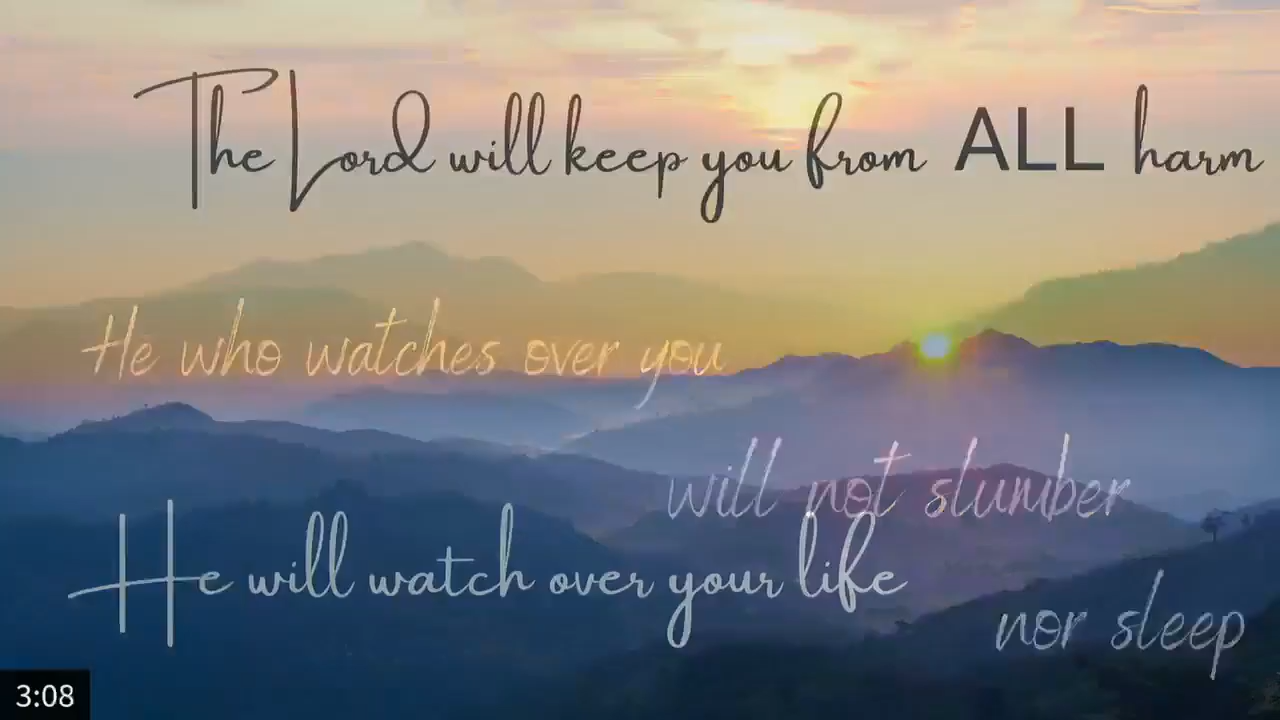 The Lord will keep you from ALL harm
He who watches over you
will not slumber
He will watch over your life
nor sleep
3:08